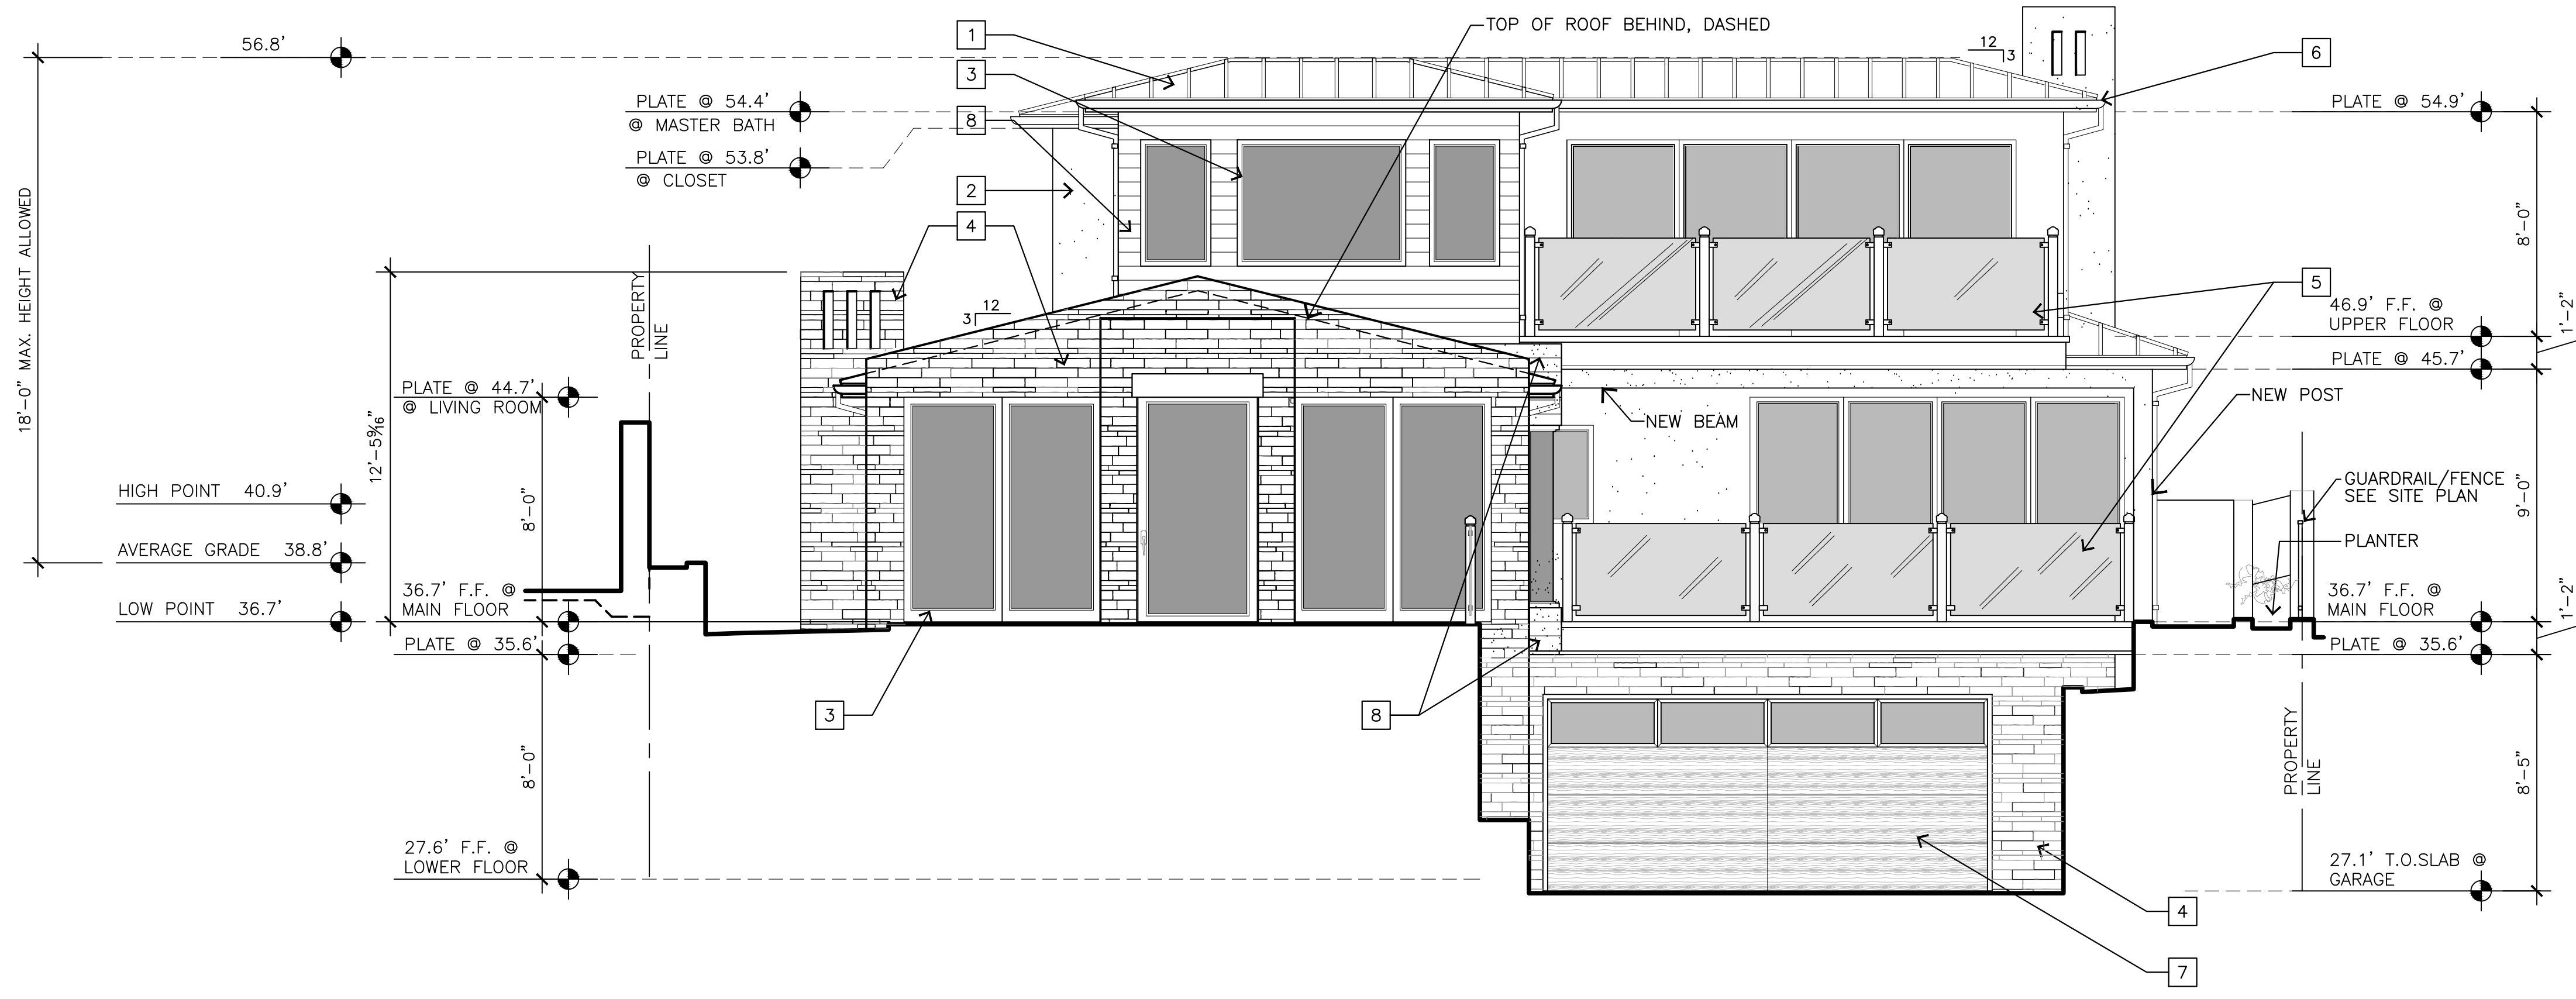 TOP OF ROOF BEHIND, DASHED
56.8'
1
3
8
2
4
12
3
6
PLATE @ 54.4'
@ MASTER BATH
PLATE @ 53.8'
@ CLOSET
PLATE @ 54.9'
18'-0" MAX. HEIGHT ALLOWED
8'-0"
PROPERTY
LINE
12
3
5
46.9' F.F. @
UPPER FLOOR
1'-2"
PLATE @ 45.7'
PLATE @ 44.7'
@ LIVING ROOM
12'-5 9/16"
NEW BEAM
NEW POST
HIGH POINT 40.9'
8'-0"
GUARDRAIL/FENCE
SEE SITE PLAN
9'-0"
AVERAGE GRADE 38.8'
PLANTER
36.7' F.F. @
MAIN FLOOR
LOW POINT 36.7'
36.7' F.F. @
MAIN FLOOR
1'-2"
PLATE @ 35.6'
PLATE @ 35.6'
3
8
8'-0"
PROPERTY
LINE
8'-5"
27.6' F.F. @
LOWER FLOOR
27.1' T.O.SLAB @
GARAGE
4
7